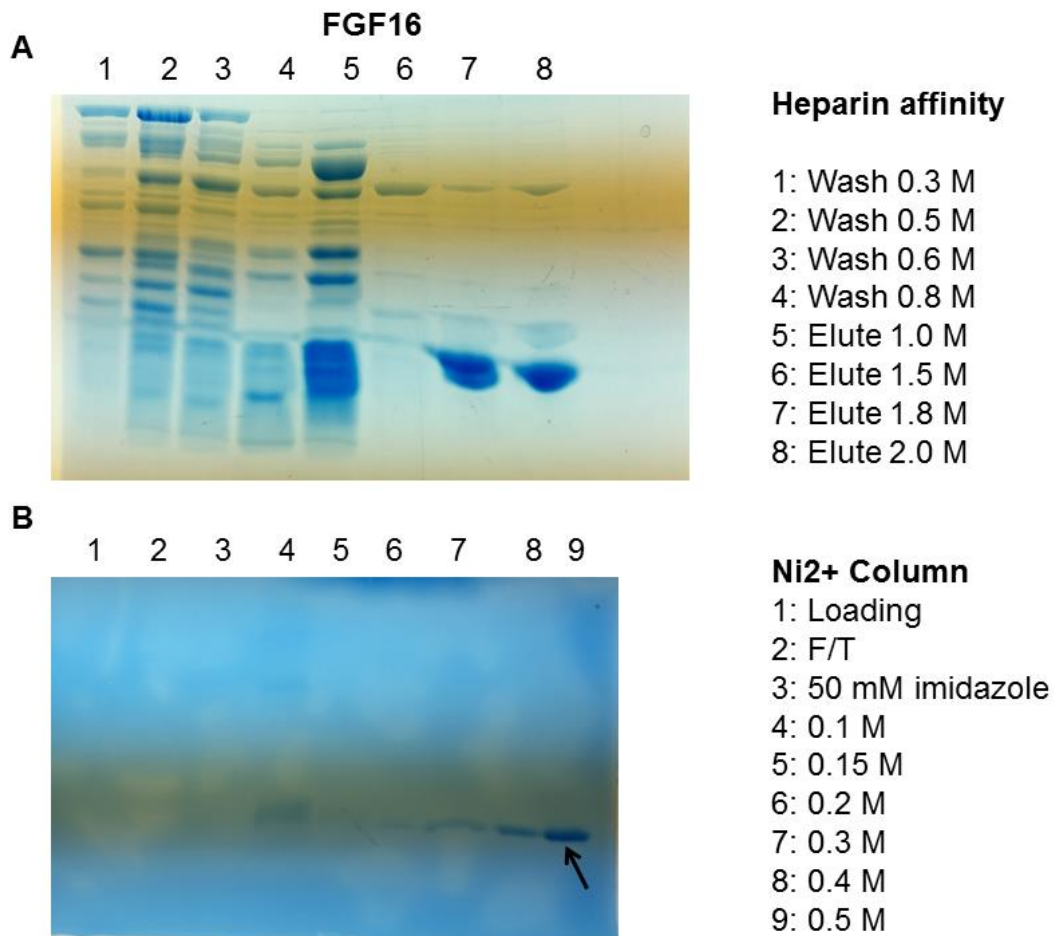 FGF16
A
1 2 3 4 5 6 7 8
Heparin affinity
1: Wash 0.3 M
2: Wash 0.5 M
3: Wash 0.6 M
4: Wash 0.8 M
5: Elute 1.0 M
6: Elute 1.5 M
7: Elute 1.8 M
8: Elute 2.0 M
B
1 2 3 4 5 6 7 8 9
Ni2+ Column
1: Loading
2: F/T
3: 50 mM imidazole
4: 0.1 M
5: 0.15 M
6: 0.2 M
7: 0.3 M
8: 0.4 M
9: 0.5 M